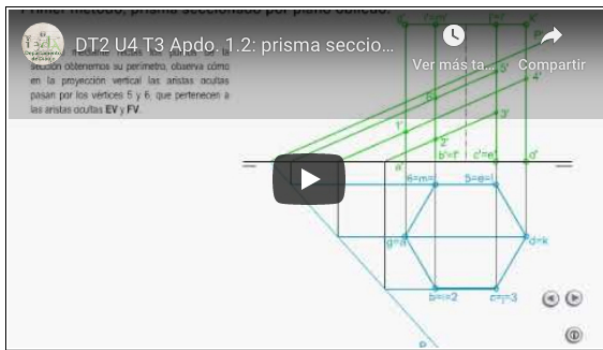 Primer método, prisma seccionado por plano oblicuo.
DT2 U4 T3 Apdo. 1.2: prisma seccio...
Ver más ta...
Compartir
sección obtenemos su perímetro, observa cómo
en la proyección vertical las aristas ocultas
pasan por los vértices 5 y 6, que pertenecen a
las aristas ocultas EV y FV.
k'
P'
5'
4'
6'
1'
3'
2'
a'
b'=f'
c'=e'
d'
6=m=f
5=e=l
g=a
d=k
b=i=2
c=j=3
P